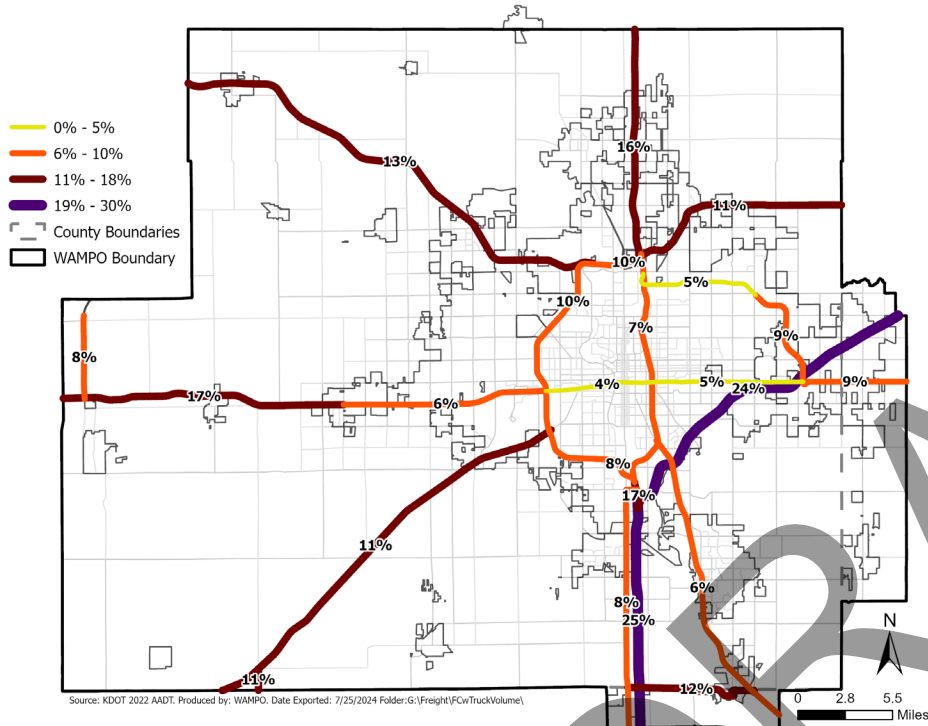 0% - 5%
6% - 10%
11% - 18%
19% - 30%
County Boundaries
WAMPO Boundary
16%
13%
11%
10%
5%
10%
7%
9%
8%
17%
6%
4%
5%
24%
9%
8%
17%
11%
6%
8%
25%
11%
12%
N
Source: KDOT 2022 AADT. Produced by: WAMPO. Date Exported: 7/25/2024 Folder:G:\Freight\FCwTruckVolume\
0 2.8 5.5
Miles